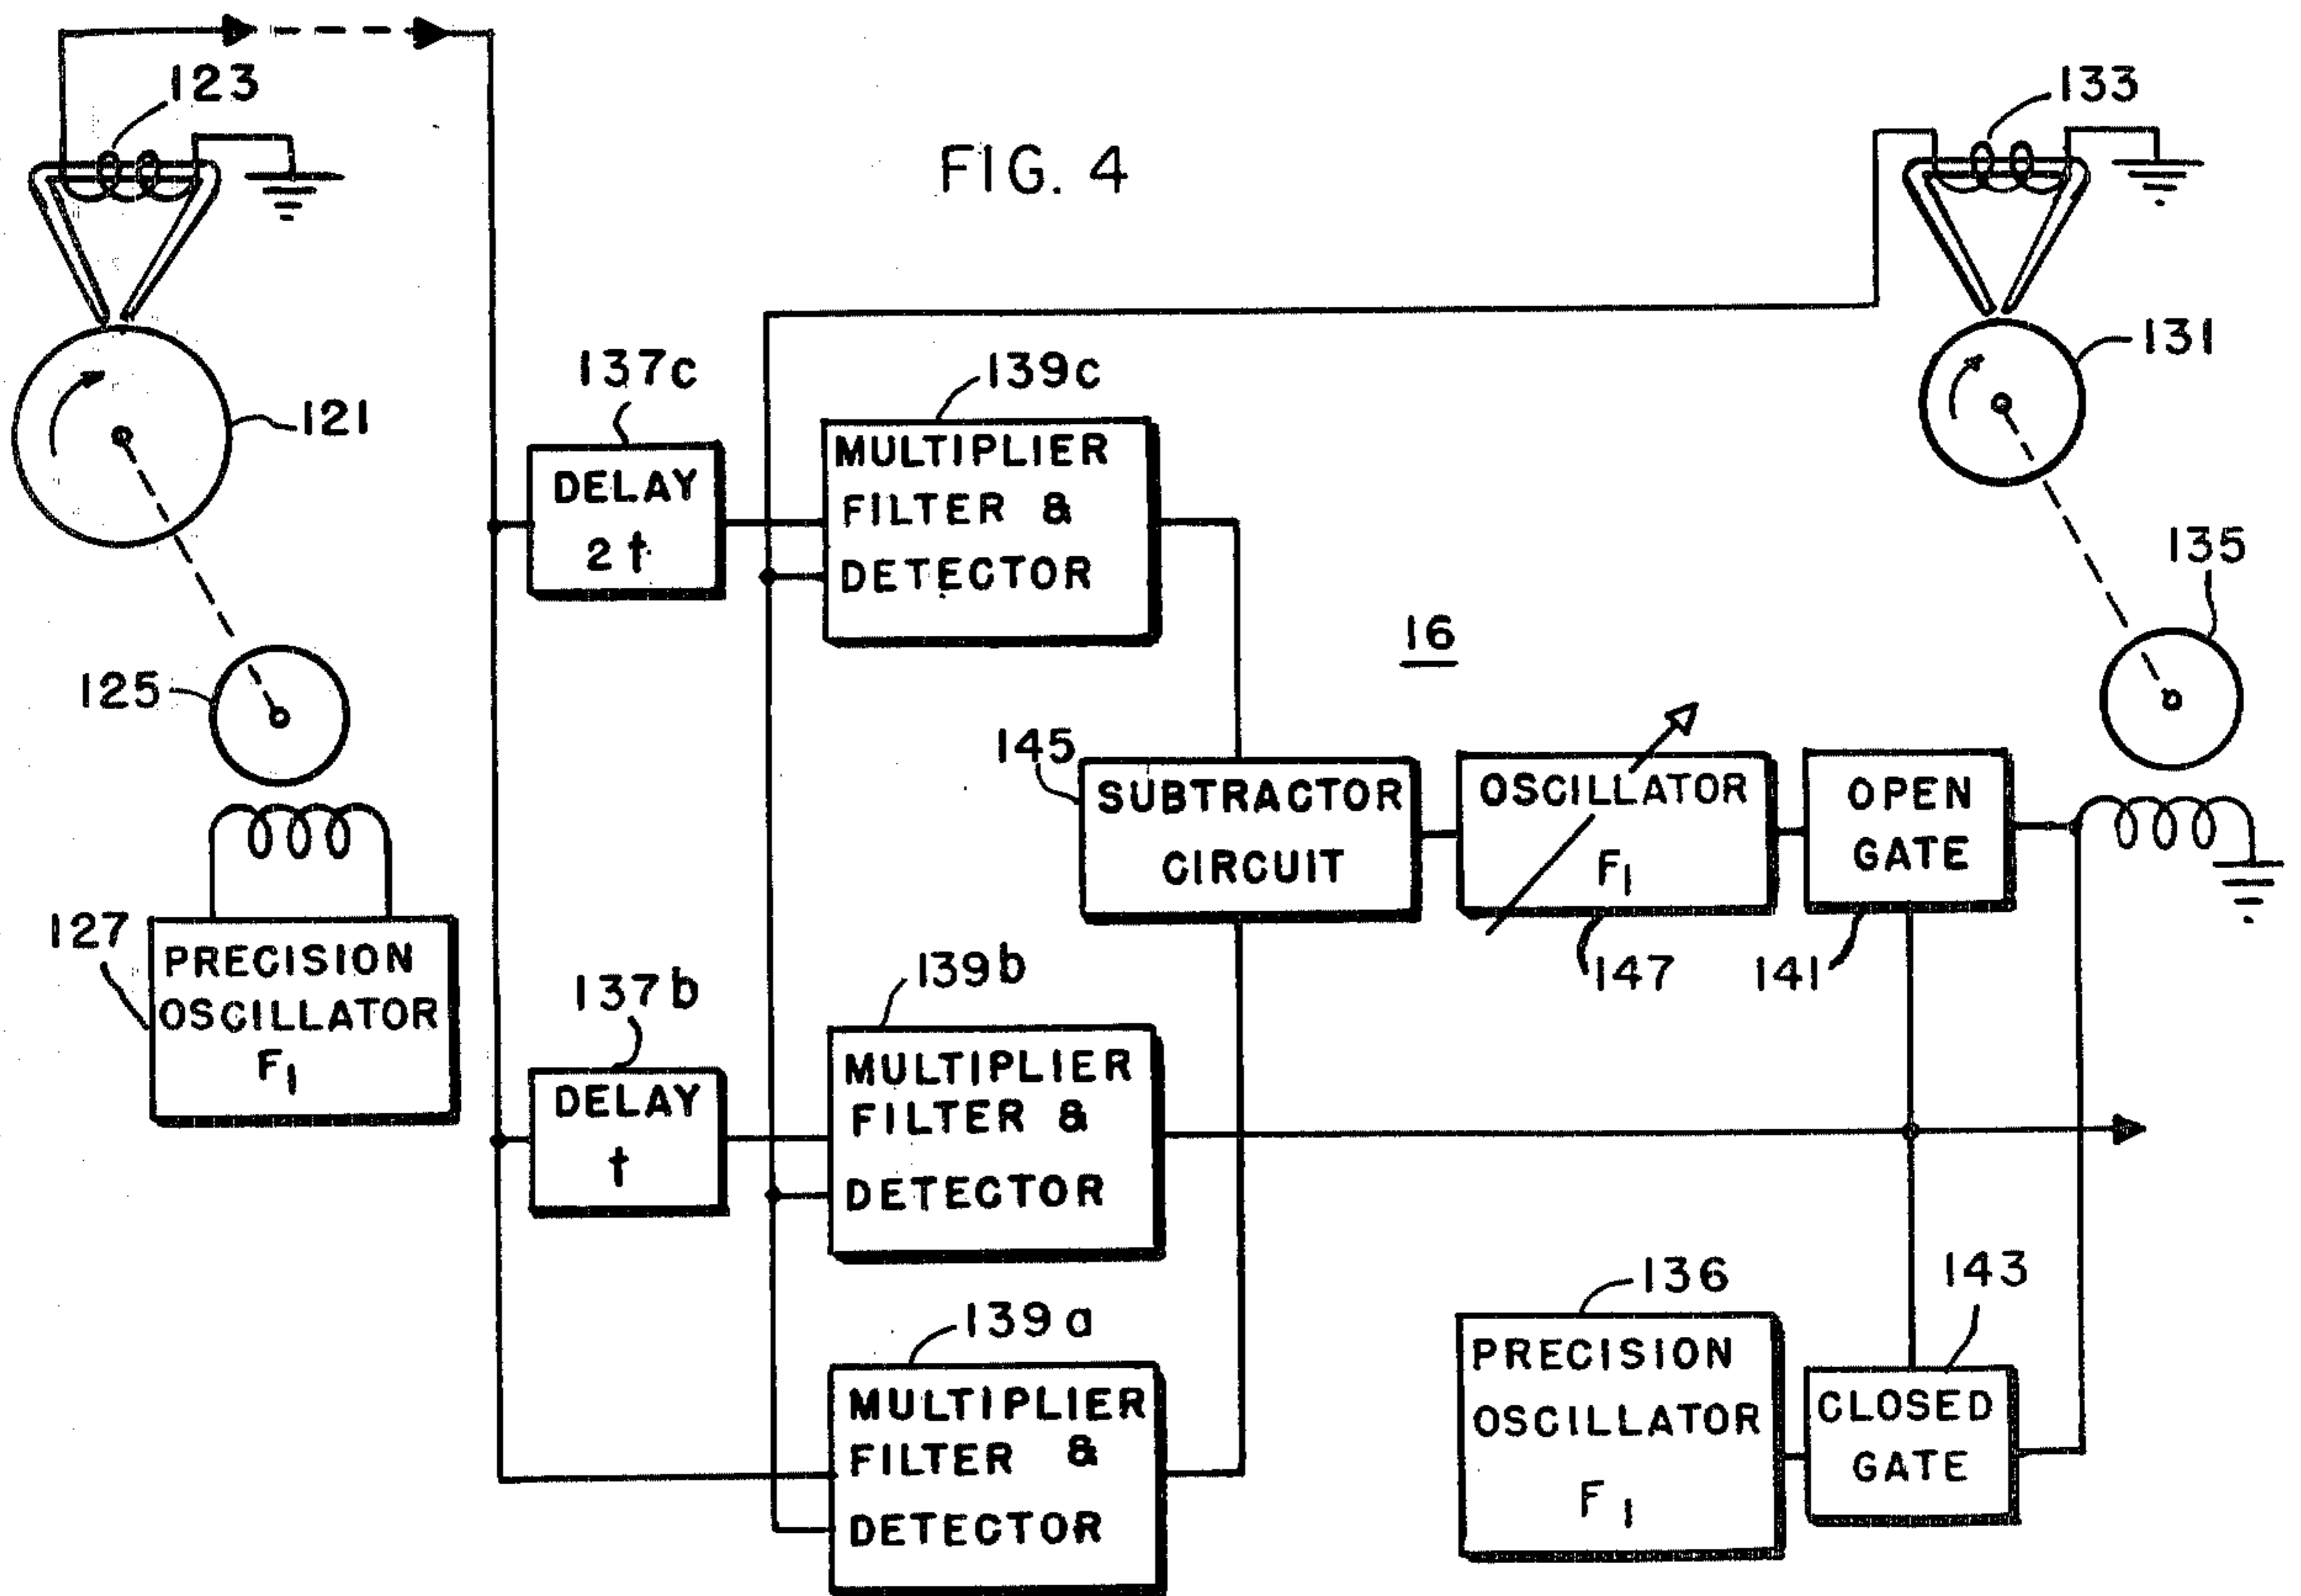 FIG. 4
123
133
121
131
137c
139c
DELAY
2t
MULTIPLIER
FILTER &
DETECTOR
135
16
125
145
SUBTRACTOR
CIRCUIT
OSCILLATOR
F1
OPEN
GATE
147
141
127
PRECISION
OSCILLATOR
F1
137b
139b
DELAY
t
MULTIPLIER
FILTER &
DETECTOR
139a
MULTIPLIER
FILTER &
DETECTOR
136
PRECISION
OSCILLATOR
F1
143
CLOSED
GATE